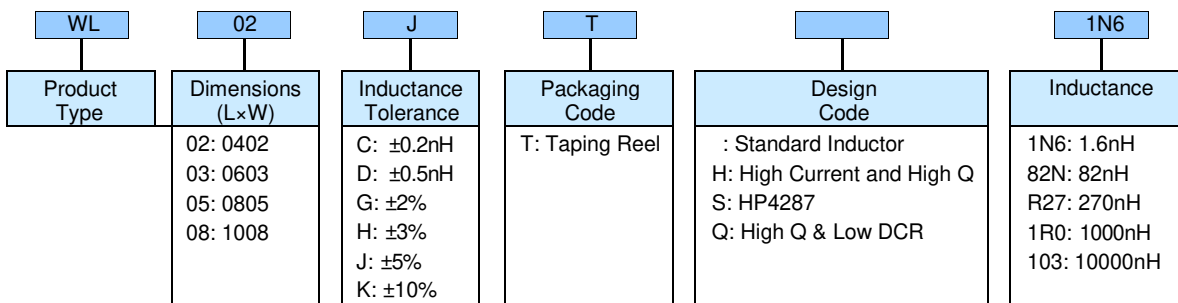 WL 02 J T 1N6
Product Type
Dimensions (L×W)
Inductance Tolerance
Packaging Code
Design Code
Inductance
02: 0402
03: 0603
05: 0805
08: 1008
C: ±0.2nH
D: ±0.5nH
G: ±2%
H: ±3%
J: ±5%
K: ±10%
T: Taping Reel
: Standard Inductor
H: High Current and High Q
S: HP4287
Q: High Q & Low DCR
1N6: 1.6nH
82N: 82nH
R27: 270nH
1R0: 1000nH
103: 10000nH